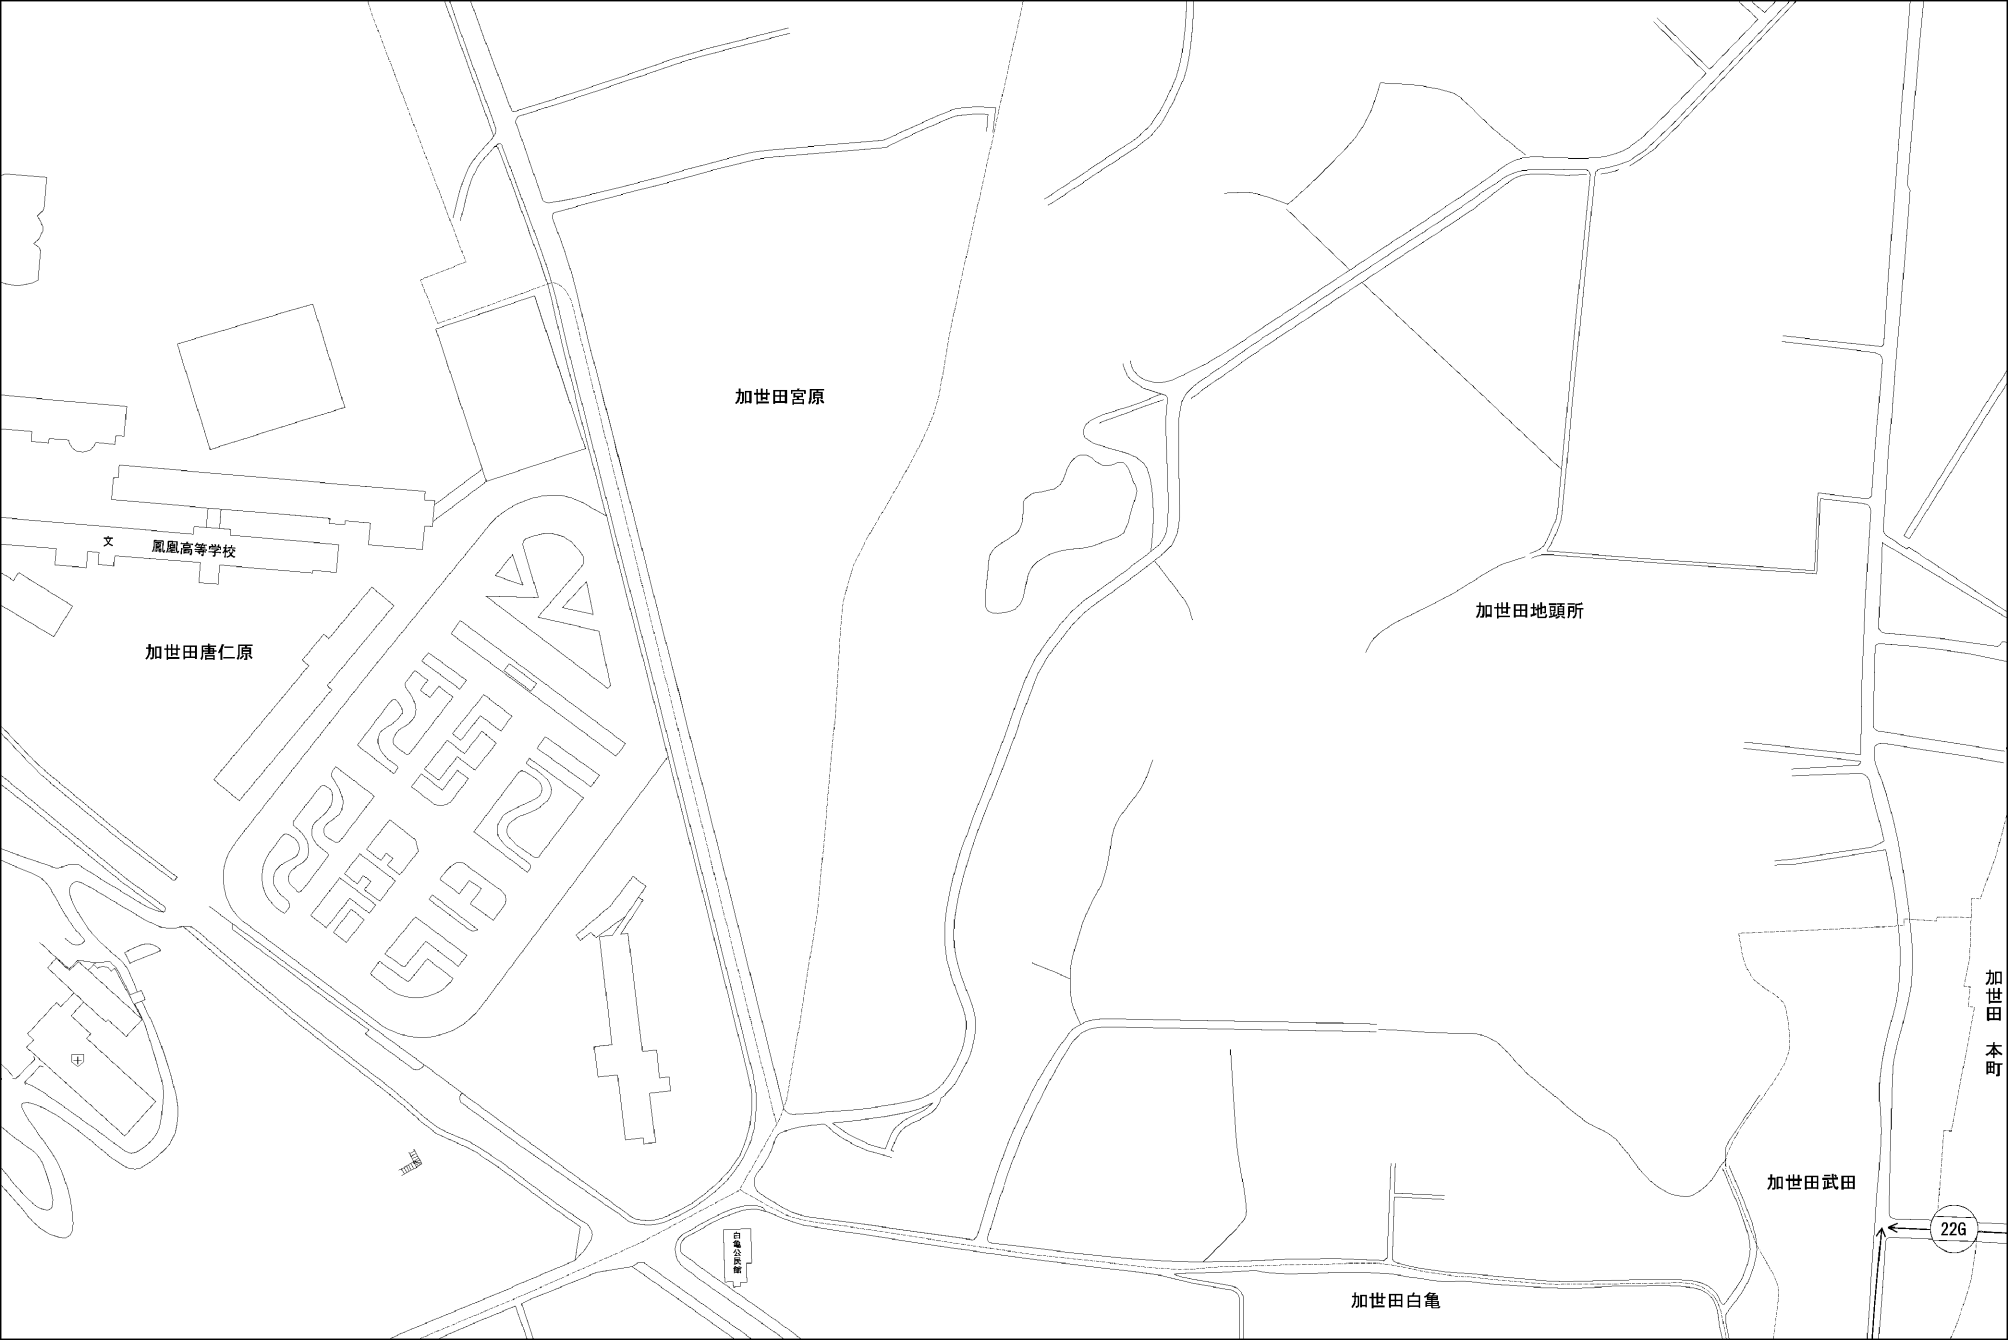 加世田宮原
文 鳳凰高等学校
加世田地頭所
加世田唐仁原
加世田 本町
加世田武田
22G
白亀公民館
加世田白亀